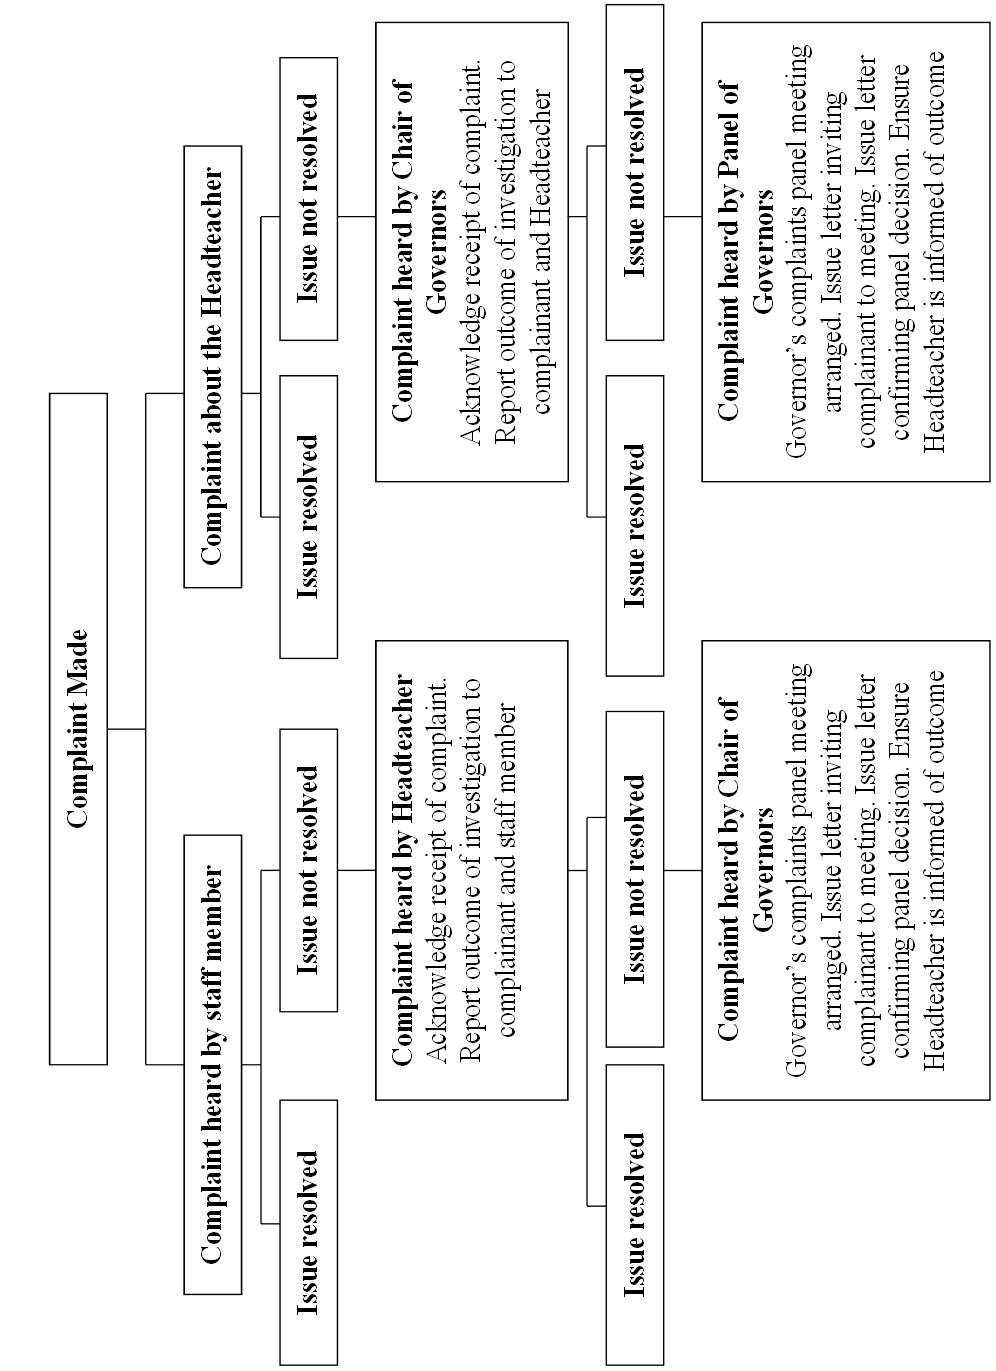 Complaint Made
Complaint heard by staff member
Complaint about the Headteacher
Issue resolved
Issue not resolved
Issue resolved
Issue not resolved
Complaint heard by Headteacher
Acknowledge receipt of complaint.
Report outcome of investigation to
complainant and staff member
Complaint heard by Chair of
Governors
Acknowledge receipt of complaint.
Report outcome of investigation to
complainant and Headteacher
Issue resolved
Issue not resolved
Issue resolved
Issue not resolved
Complaint heard by Chair of
Governors
Governor's complaints panel meeting
arranged. Issue letter inviting
complainant to meeting. Issue letter
confirming panel decision. Ensure
Headteacher is informed of outcome
Complaint heard by Panel of
Governors
Governor's complaints panel meeting
arranged. Issue letter inviting
complainant to meeting. Issue letter
confirming panel decision. Ensure
Headteacher is informed of outcome